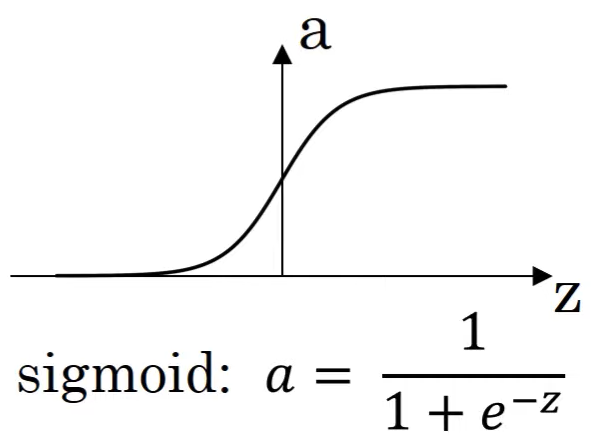 a
z
sigmoid: a = 1 / (1 + e^{-z})